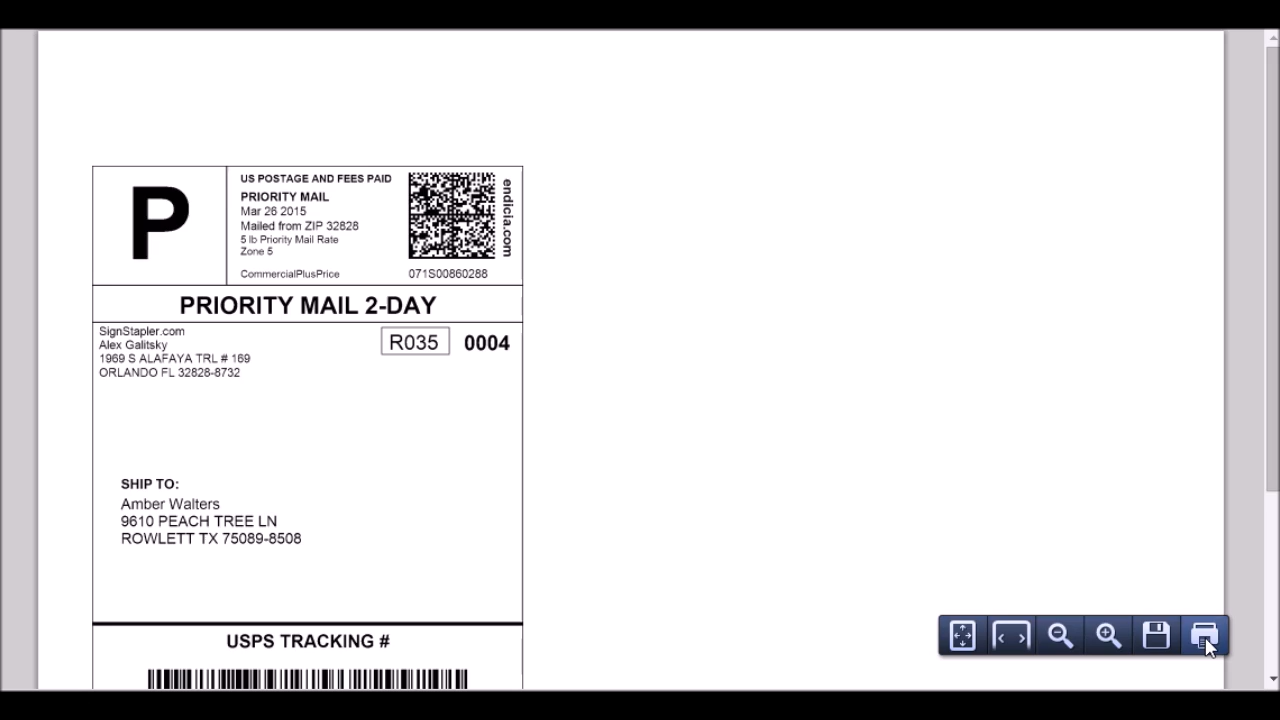 P
US POSTAGE AND FEES PAID
PRIORITY MAIL
Mar 26 2015
Mailed from ZIP 32828
5 lb Priority Mail Rate
Zone 5
CommercialPlusPrice
071S00860288
endicia.com
PRIORITY MAIL 2-DAY
SignStapler.com
Alex Galitsky
1969 S ALAFAYA TRL # 169
ORLANDO FL 32828-8732
R035
0004
SHIP TO:
Amber Walters
9610 PEACH TREE LN
ROWLETT TX 75089-8508
USPS TRACKING #